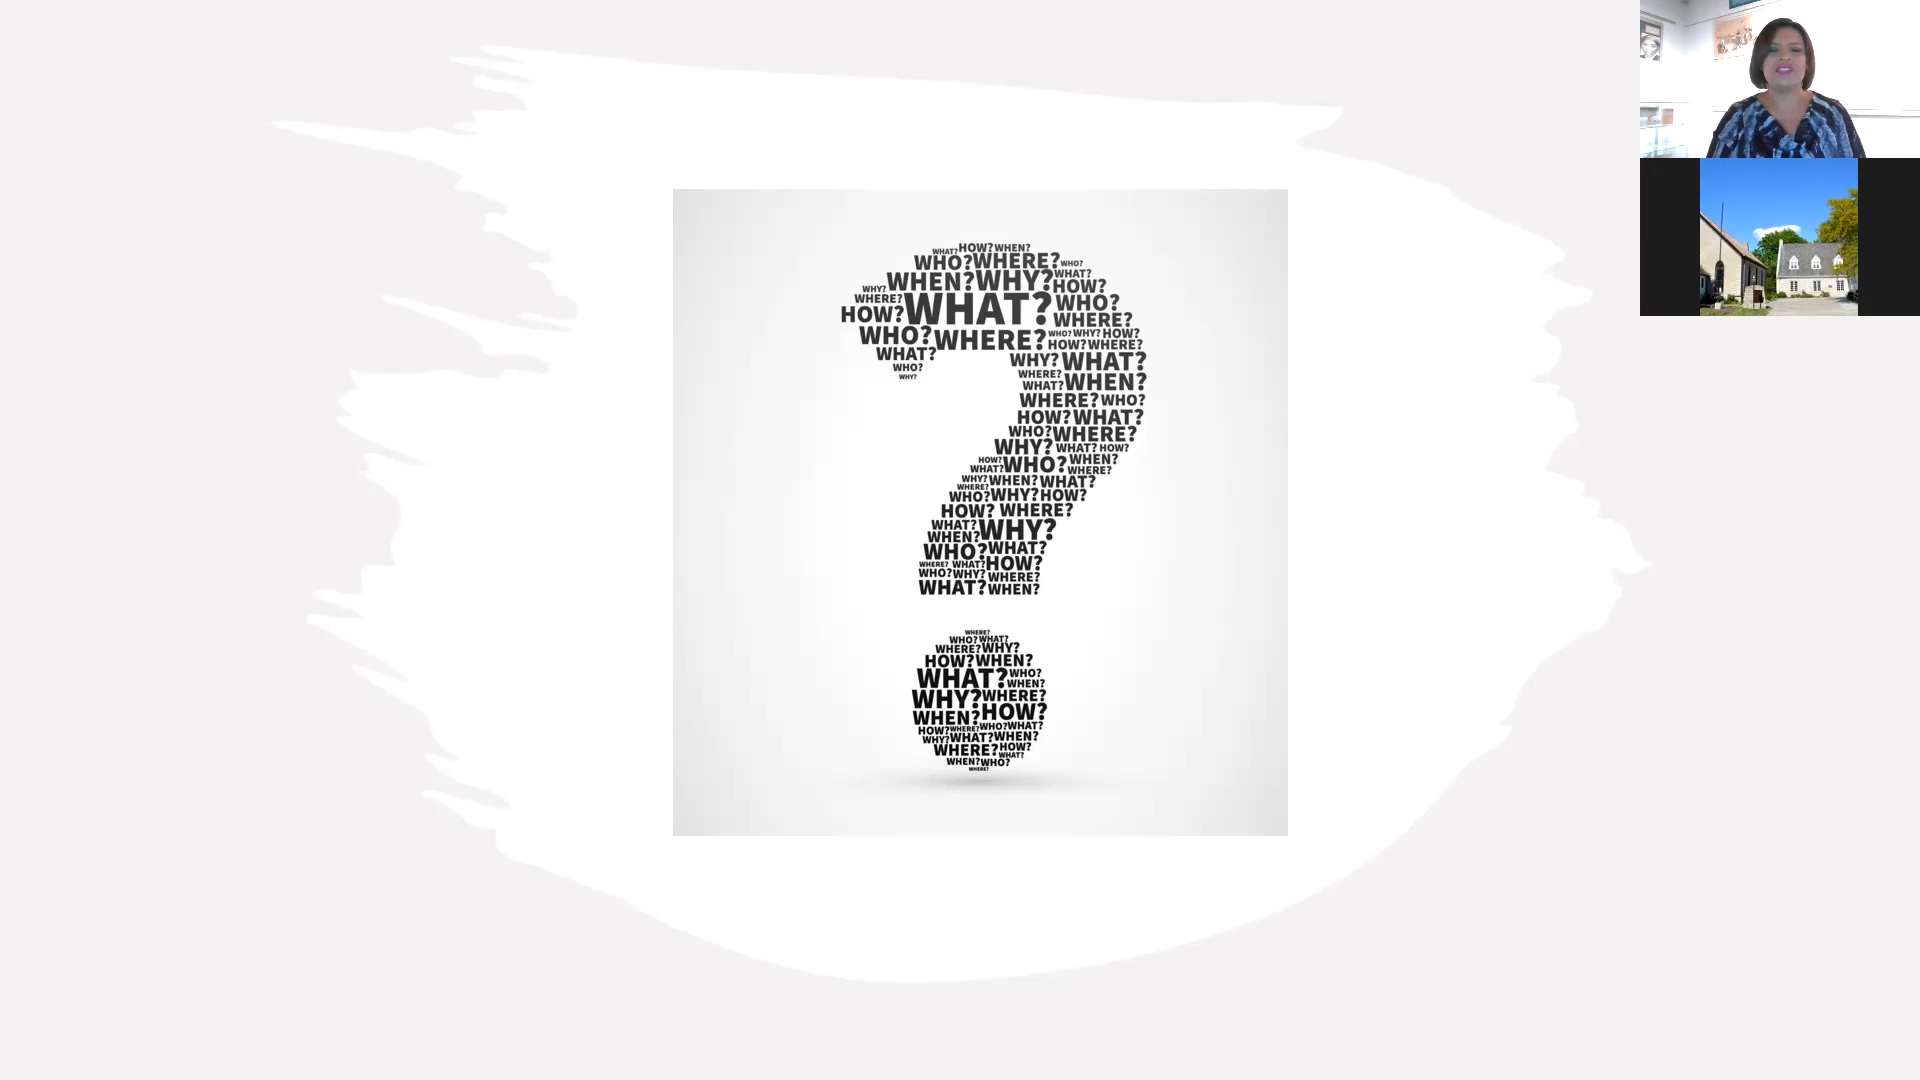 WHAT? HOW? WHEN?
WHO? WHERE? WHO?
WHEN? WHY? WHAT?
WHY? HOW?
WHERE? WHAT? WHO?
HOW? WHERE?
WHO? WHERE? WHO? WHY? HOW?
HOW? WHERE?
WHAT? WHY? WHAT?
WHO? WHERE? WHEN?
WHY? WHAT?
WHERE? WHO?
HOW? WHAT?
WHO? WHERE?
WHY? WHAT? HOW?
HOW? WHO? WHEN?
WHAT? WHERE?
WHY? WHEN? WHAT?
WHERE?
WHO? WHY? HOW?
HOW? WHERE?
WHAT? WHY?
WHEN?
WHO? WHAT?
WHERE? WHAT? HOW?
WHO? WHY? WHERE?
WHAT? WHEN?
WHERE?
WHO? WHAT?
WHERE? WHY?
HOW? WHEN?
WHAT? WHO?
WHEN?
WHY? WHERE?
WHEN? HOW?
HOW? WHERE? WHO? WHAT?
WHY? WHAT? WHEN?
WHERE? HOW?
WHAT?
WHEN? WHO?
WHERE?